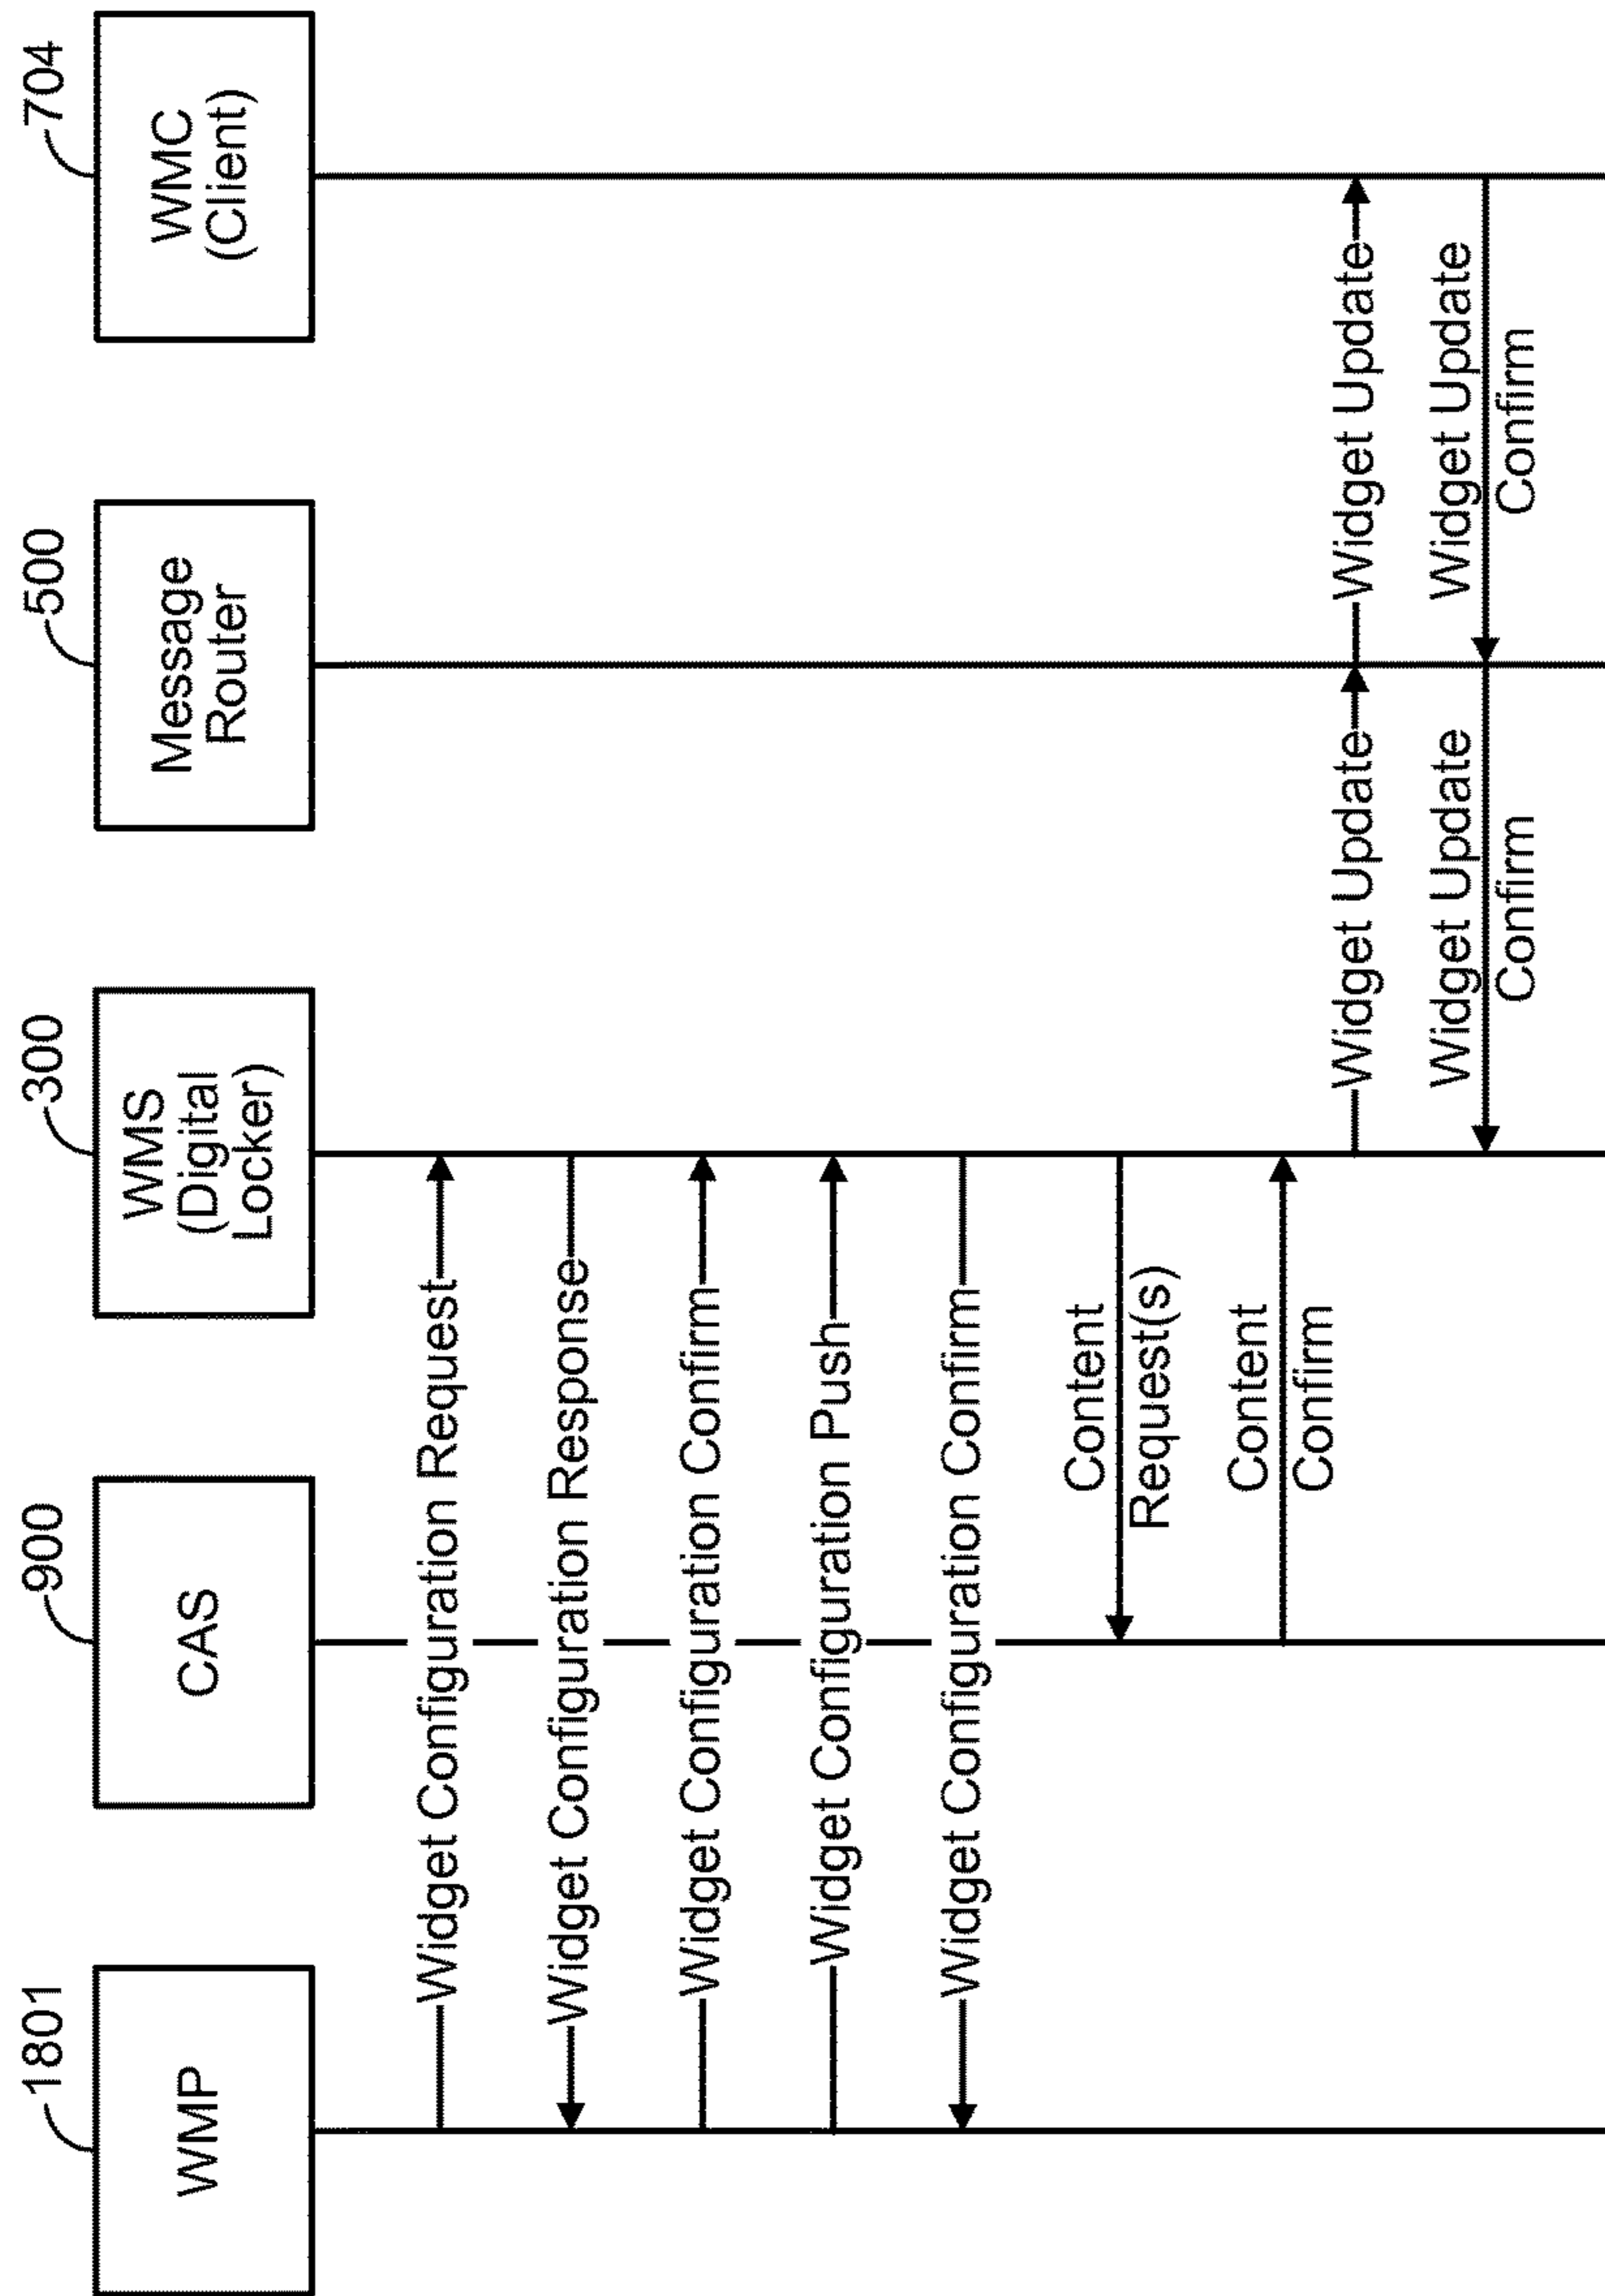 1801
900
300
500
704
WMP
CAS
WMS
(Digital
Locker)
Message
Router
WMC
(Client)
Widget Configuration Request
Widget Configuration Response
Widget Configuration Confirm
Widget Configuration Push
Widget Configuration Confirm
Content
Request(s)
Content
Confirm
Widget Update
Widget Update
Widget Update
Confirm
Widget Update
Confirm